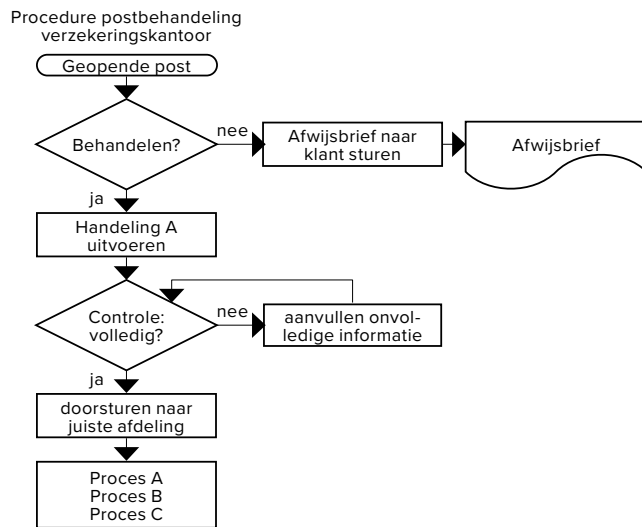 Procedure postbehandeling
verzekeringskantoor
Geopende post
Behandelen?
nee
Afwijsbrief naar
klant sturen
Afwijsbrief
ja
Handeling A
uitvoeren
Controle:
volledig?
nee
aanvullen onvol-
ledige informatie
ja
doorsturen naar
juiste afdeling
Proces A
Proces B
Proces C